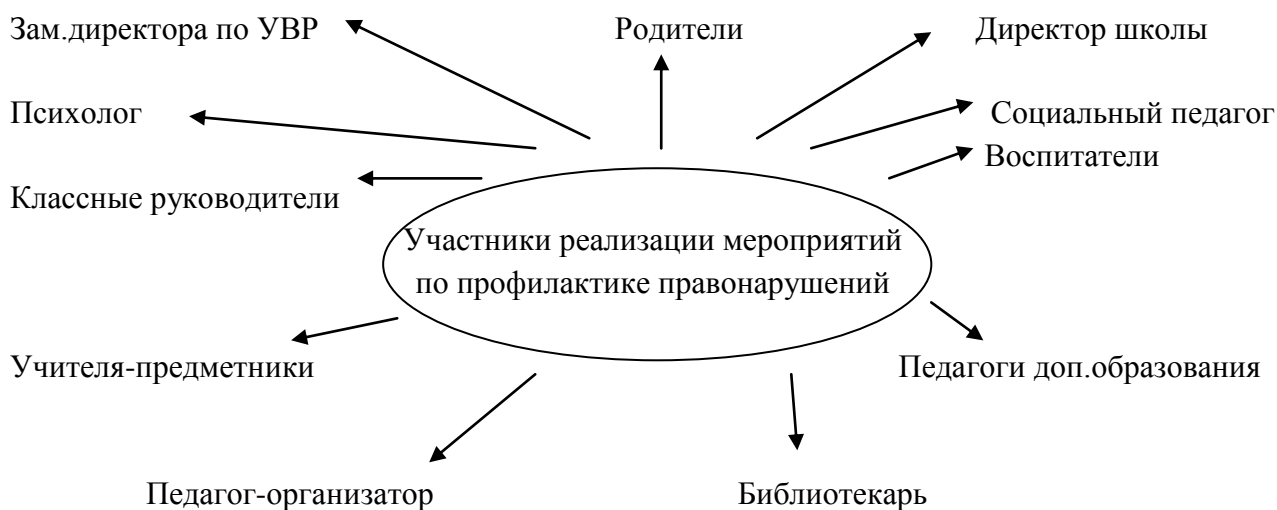 Зам.директора по УВР
Родители
Директор школы
Психолог
Социальный педагог
Воспитатели
Классные руководители
Участники реализации мероприятий
по профилактике правонарушений
Учителя-предметники
Педагоги доп.образования
Педагог-организатор
Библиотекарь